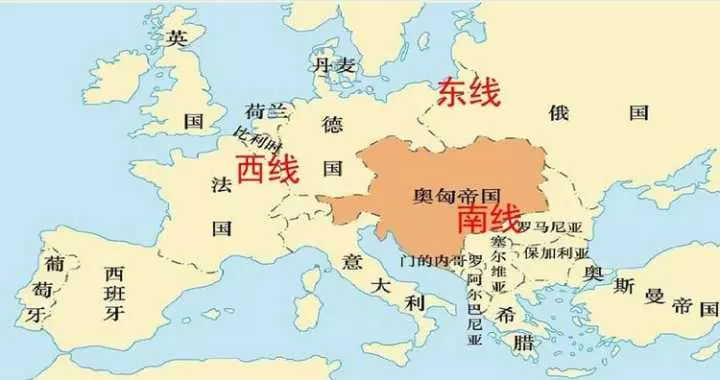 英国
丹麦
荷兰
比利时
德国
东线
俄国
西线
法国
奥匈帝国
南线
罗马尼亚
塞尔维亚
保加利亚
门的内哥罗
阿尔巴尼亚
意大利
葡萄牙
西班牙
希腊
奥斯曼帝国